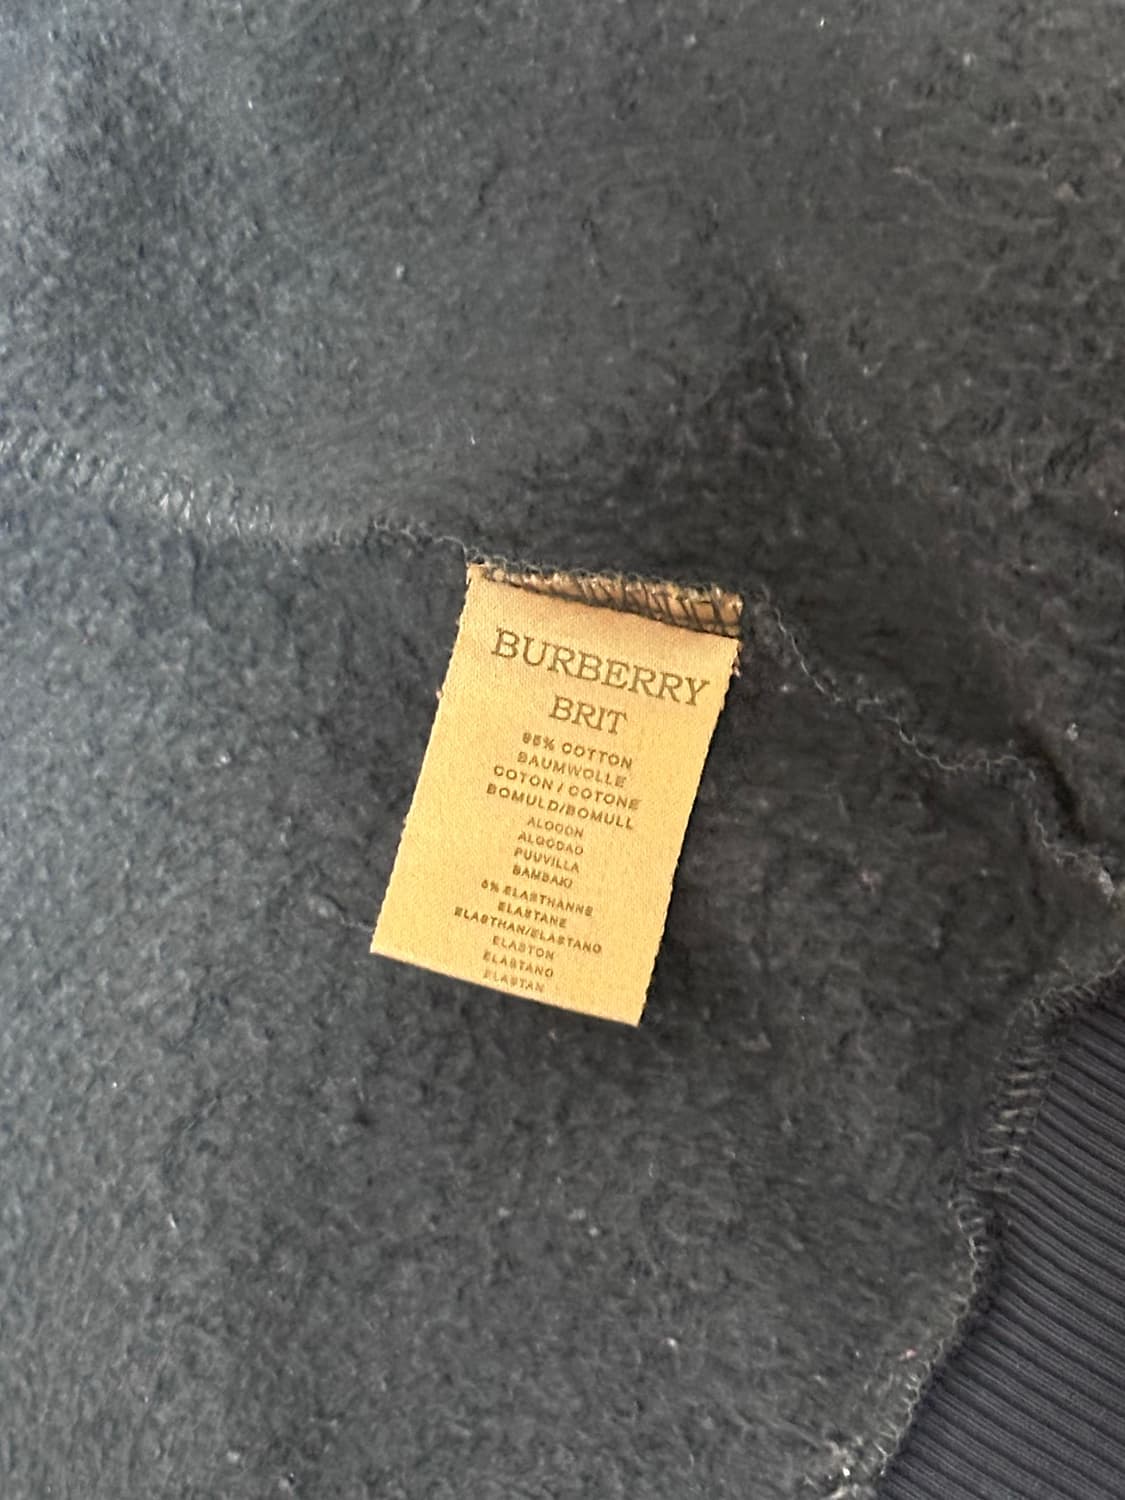 BURBERRY
BRIT
95% COTTON
BAUMWOLLE
COTON / COTONE
BOMULD/BOMULL
ALGODN
ALGODAO
PUUVILLA
BAMBAKI
5% ELASTHANNE
ELASTANE
ELASTHAN/ELASTANO
ELASTON
ELASTANO
ELASTAN